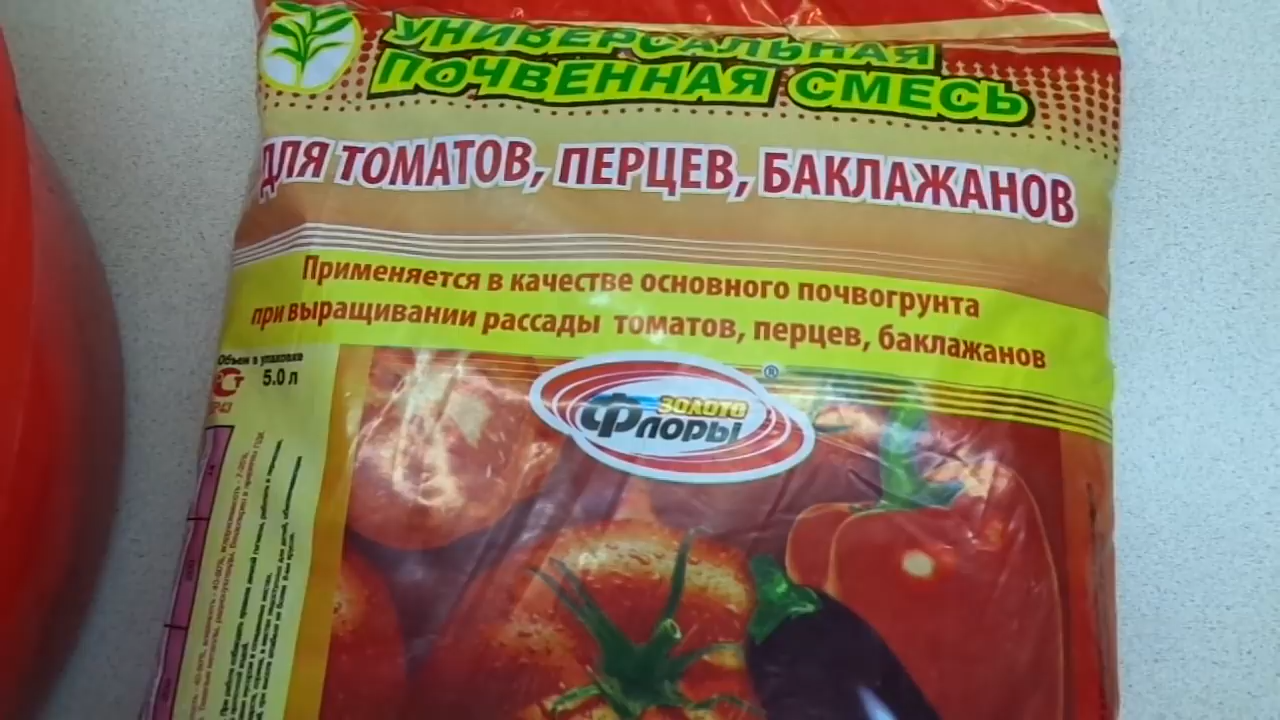 УНИВЕРСАЛЬНАЯ
ПОЧВЕННАЯ СМЕСЬ
ДЛЯ ТОМАТОВ, ПЕРЦЕВ, БАКЛАЖАНОВ
Применяется в качестве основного почвогрунта
при выращивании рассады томатов, перцев, баклажанов
Объем в упаковке
5.0 л
ЗОЛОТО
ФЛОРЫ ®